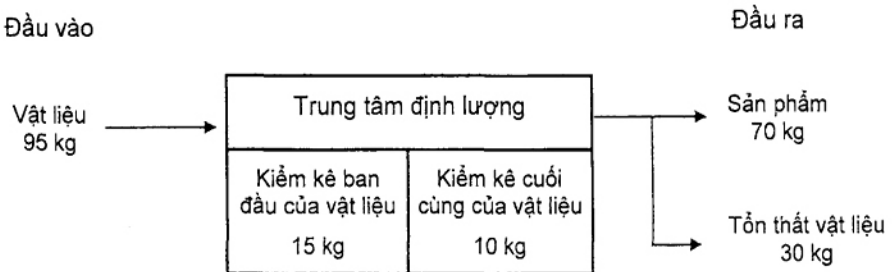 Đầu vào
Đầu ra
Vật liệu
95 kg
Trung tâm định lượng
Sản phẩm
70 kg
Kiểm kê ban
đầu của vật liệu
15 kg
Kiểm kê cuối
cùng của vật liệu
10 kg
Tổn thất vật liệu
30 kg